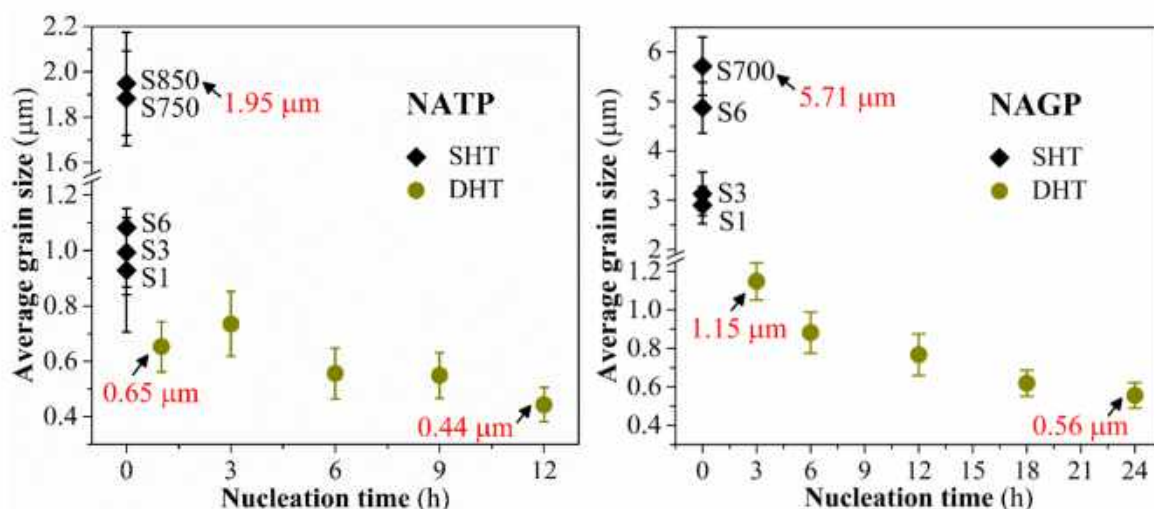 2.2
2.0
1.8
1.6
1.2
1.0
0.8
0.6
0.4
Average grain size (μm)
S850
S750
1.95 μm
NATP
SHT
DHT
S6
S3
S1
0.65 μm
0.44 μm
0 3 6 9 12
Nucleation time (h)
6
5
4
3
2
1.2
1.0
0.8
0.6
0.4
Average grain size (μm)
S700
5.71 μm
S6
NAGP
SHT
DHT
S3
S1
1.15 μm
0.56 μm
0 3 6 9 12 15 18 21 24
Nucleation time (h)